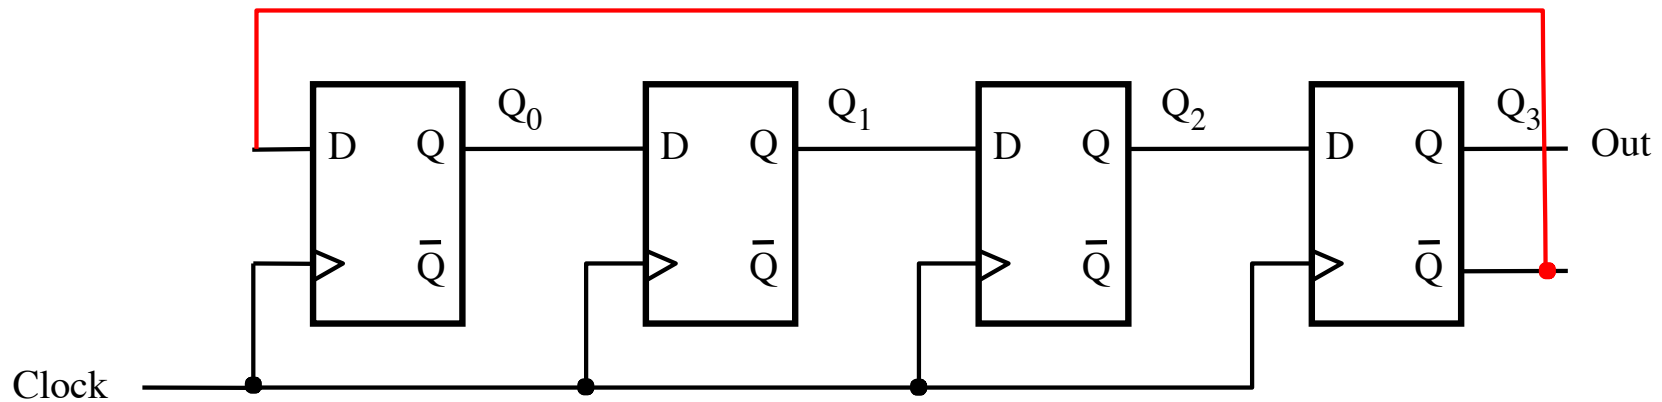 Q0 Q1 Q2 Q3
D Q D Q D Q D Q Out
Q̅ Q̅ Q̅ Q̅
Clock